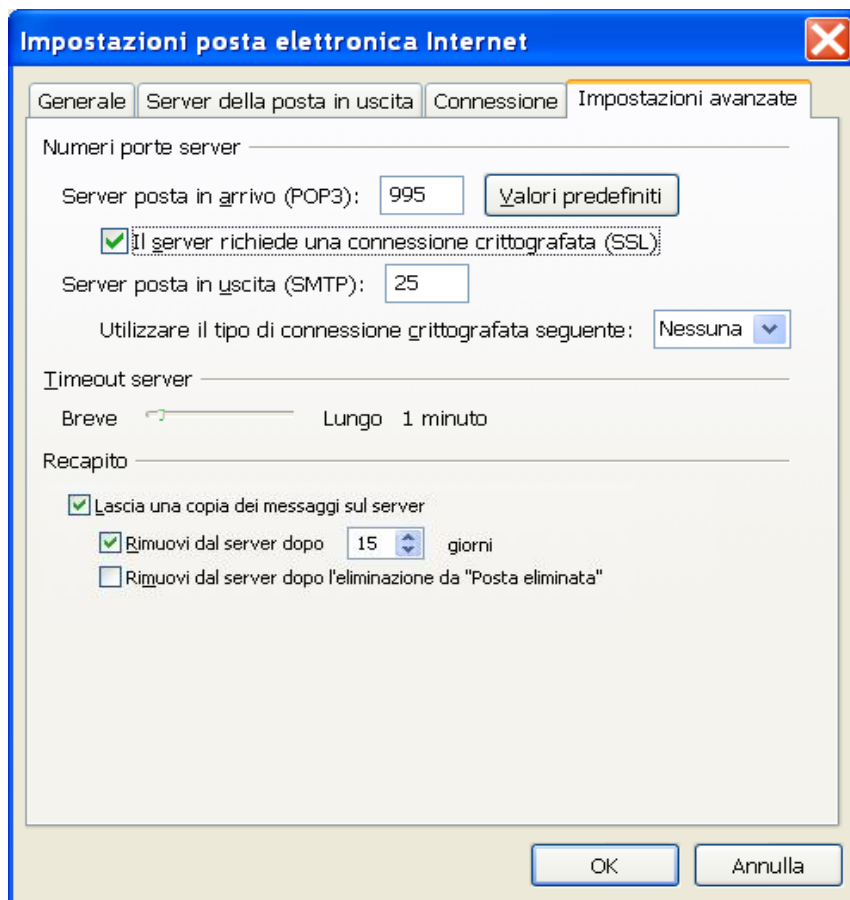 Impostazioni posta elettronica Internet
Generale Server della posta in uscita Connessione Impostazioni avanzate
Numeri porte server
Server posta in arrivo (POP3): 995 Valori predefiniti
Il server richiede una connessione crittografata (SSL)
Server posta in uscita (SMTP): 25
Utilizzare il tipo di connessione crittografata seguente: Nessuna
Timeout server
Breve Lungo 1 minuto
Recapito
Lascia una copia dei messaggi sul server
Rimuovi dal server dopo 15 giorni
Rimuovi dal server dopo l'eliminazione da "Posta eliminata"
OK Annulla